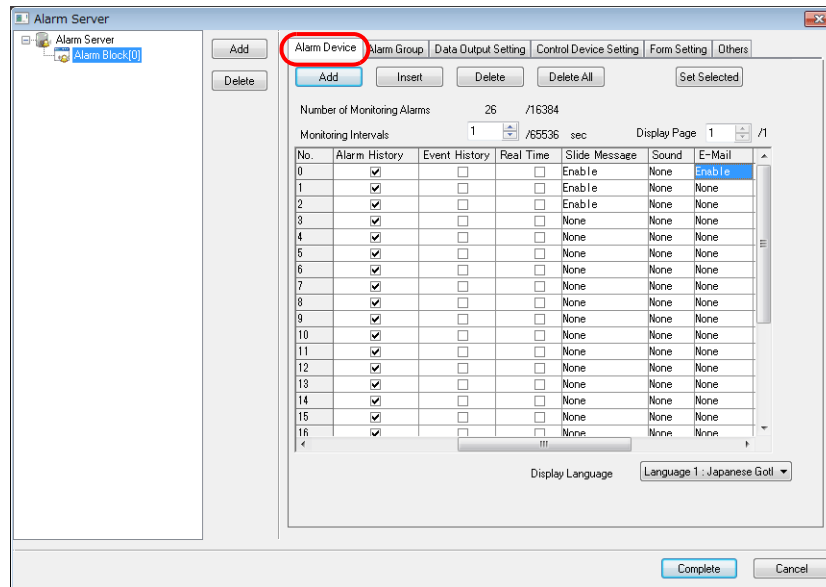 Alarm Server
Alarm Server
Alarm Block[0]
Add
Delete
Alarm Device
Alarm Group
Data Output Setting
Control Device Setting
Form Setting
Others
Add
Insert
Delete
Delete All
Set Selected
Number of Monitoring Alarms 26 /16384
Monitoring Intervals 1 /65536 sec Display Page 1 /1
No. Alarm History Event History Real Time Slide Message Sound E-Mail
0 Enable None Enable
1 Enable None None
2 Enable None None
3 None None None
4 None None None
5 None None None
6 None None None
7 None None None
8 None None None
9 None None None
10 None None None
11 None None None
12 None None None
13 None None None
14 None None None
15 None None None
16 None None None
Display Language Language 1 : Japanese Gotl
Complete
Cancel